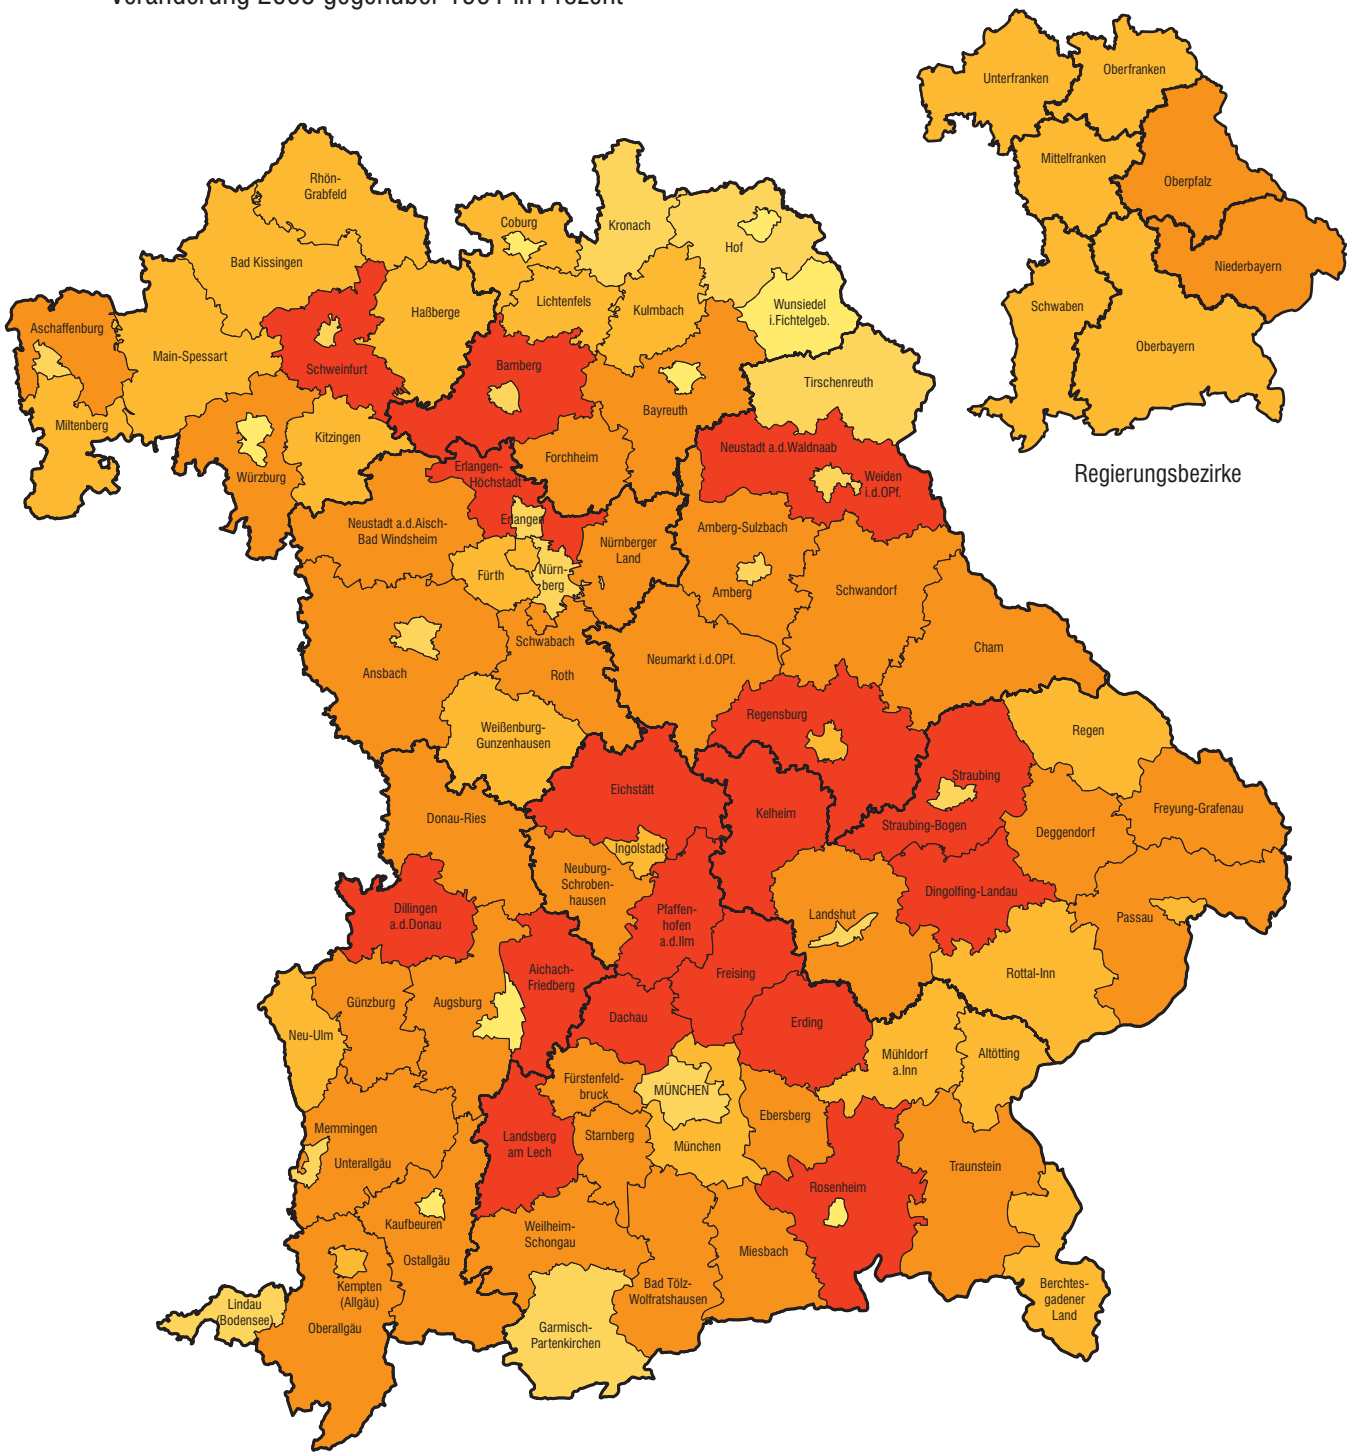 Veränderung 2008 gegenüber 1991 in Prozent
Unterfranken
Oberfranken
Mittelfranken
Oberpfalz
Niederbayern
Schwaben
Oberbayern
Regierungsbezirke
Rhön-
Grabfeld
Coburg
Kronach
Hof
Bad Kissingen
Lichtenfels
Kulmbach
Wunsiedel
i.Fichtelgeb.
Haßberge
Aschaffenburg
Main-Spessart
Schweinfurt
Bamberg
Tirschenreuth
Bayreuth
Miltenberg
Kitzingen
Würzburg
Forchheim
Erlangen-
Höchstadt
Neustadt a.d.Waldnaab
Weiden
i.d.OPf.
Erlangen
Neustadt a.d.Aisch-
Bad Windsheim
Nürnberger
Land
Amberg-Sulzbach
Fürth
Nürn-
berg
Amberg
Schwandorf
Schwabach
Roth
Neumarkt i.d.OPf.
Cham
Ansbach
Weißenburg-
Gunzenhausen
Regensburg
Regen
Straubing
Eichstätt
Kelheim
Straubing-Bogen
Freyung-Grafenau
Deggendorf
Donau-Ries
Ingolstadt
Neuburg-
Schroben-
hausen
Dingolfing-Landau
Dillingen
a.d.Donau
Pfaffen-
hofen
a.d.Ilm
Landshut
Passau
Rottal-Inn
Aichach-
Friedberg
Freising
Günzburg
Augsburg
Dachau
Erding
Neu-Ulm
Mühldorf
a.Inn
Altötting
Fürstenfeld-
bruck
MÜNCHEN
Ebersberg
Memmingen
Unterallgäu
Landsberg
am Lech
Starnberg
München
Traunstein
Rosenheim
Kaufbeuren
Ostallgäu
Weilheim-
Schongau
Miesbach
Kempten
(Allgäu)
Bad Tölz-
Wolfratshausen
Berchtes-
gadener
Land
Lindau
(Bodensee)
Oberallgäu
Garmisch-
Partenkirchen